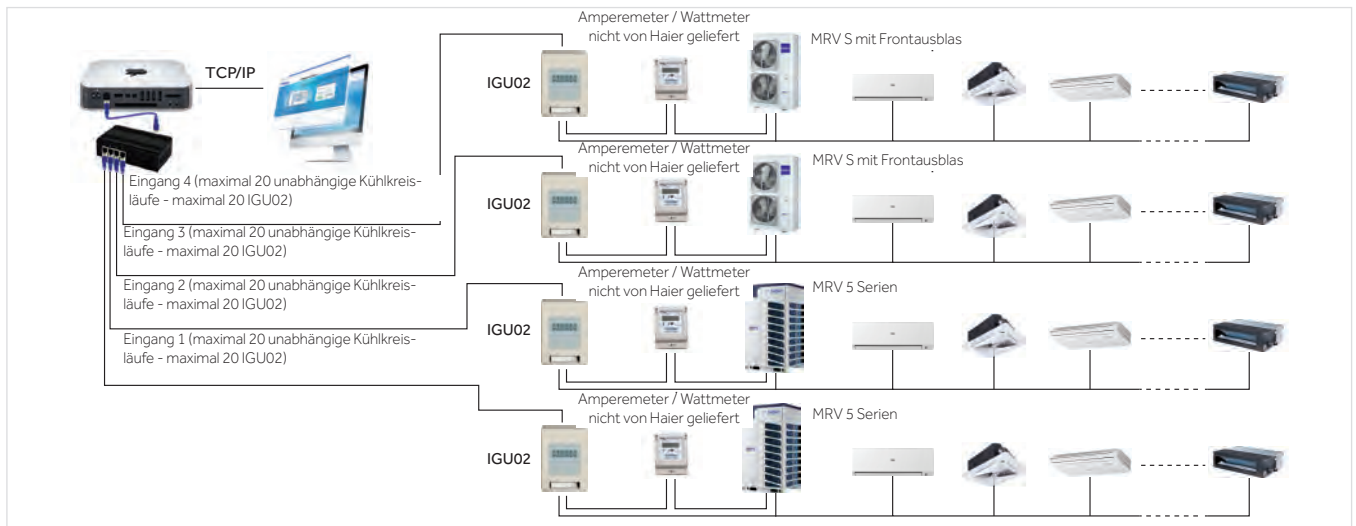 Amperemeter / Wattmeter
nicht von Haier geliefert
MRV S mit Frontausblas
TCP/IP
IGU02
Amperemeter / Wattmeter
nicht von Haier geliefert
MRV S mit Frontausblas
Eingang 4 (maximal 20 unabhängige Kühlkreis-
läufe - maximal 20 IGU02)
IGU02
Eingang 3 (maximal 20 unabhängige Kühlkreis-
läufe - maximal 20 IGU02)
Amperemeter / Wattmeter
nicht von Haier geliefert
MRV 5 Serien
Eingang 2 (maximal 20 unabhängige Kühlkreis-
läufe - maximal 20 IGU02)
IGU02
Eingang 1 (maximal 20 unabhängige Kühlkreis-
läufe - maximal 20 IGU02)
Amperemeter / Wattmeter
nicht von Haier geliefert
MRV 5 Serien
IGU02